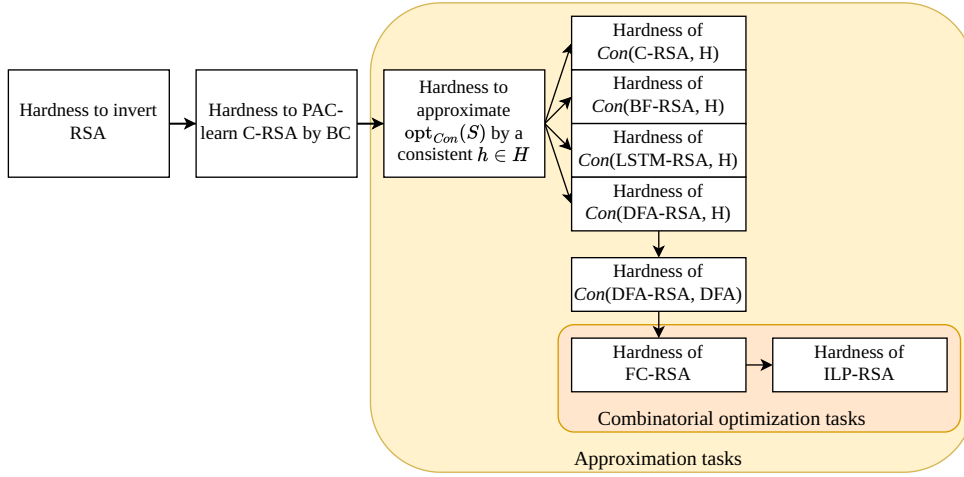 Hardness to invert
RSA
Hardness to PAC-
learn C-RSA by BC
Hardness to
approximate
opt_{Con}(S) by a
consistent h ∈ H
Hardness of
Con(C-RSA, H)
Hardness of
Con(BF-RSA, H)
Hardness of
Con(LSTM-RSA, H)
Hardness of
Con(DFA-RSA, H)
Hardness of
Con(DFA-RSA, DFA)
Hardness of
FC-RSA
Hardness of
ILP-RSA
Combinatorial optimization tasks
Approximation tasks